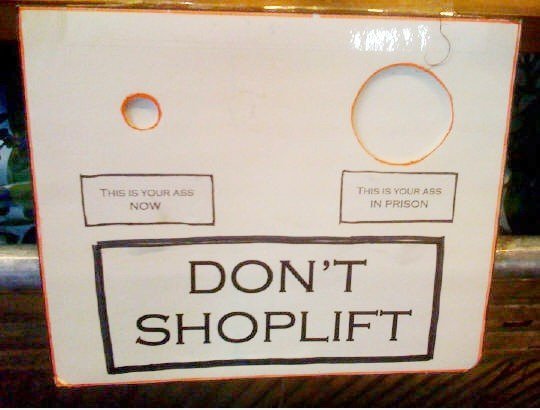 THIS IS YOUR ASS
NOW
THIS IS YOUR ASS
IN PRISON
DON'T
SHOPLIFT